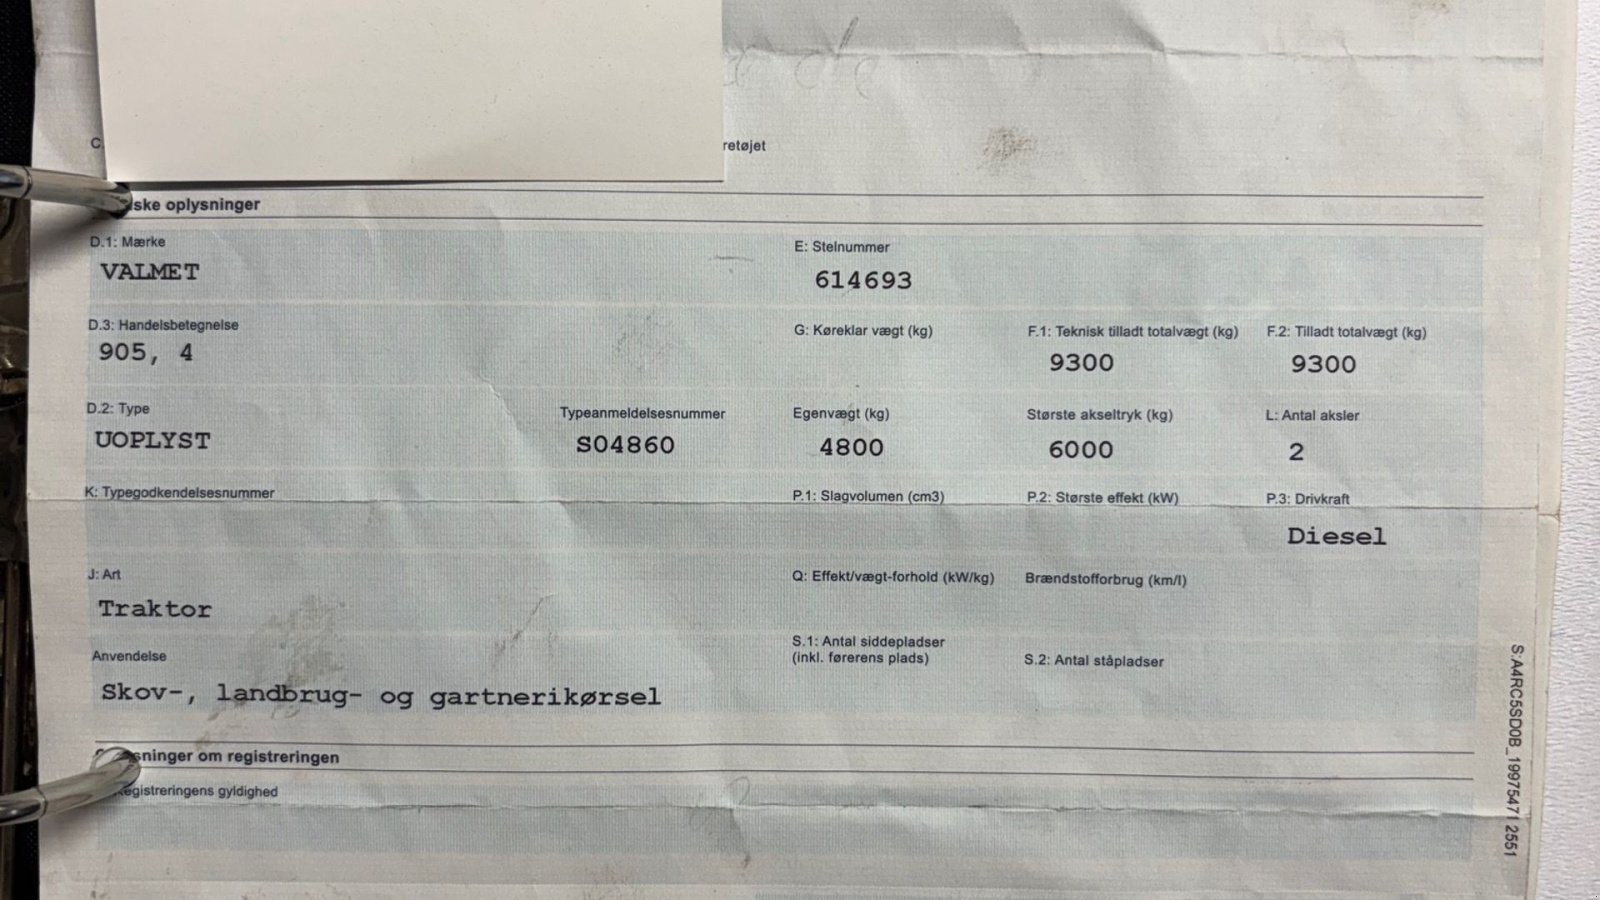 C
retøjet
ske oplysninger
D.1: Mærke
VALMET
E: Stelnummer
614693
D.3: Handelsbetegnelse
905, 4
G: Køreklar vægt (kg)
F.1: Teknisk tilladt totalvægt (kg)
9300
F.2: Tilladt totalvægt (kg)
9300
D.2: Type
UOPLYST
Typeanmeldelsesnummer
S04860
Egenvægt (kg)
4800
Største akseltryk (kg)
6000
L: Antal aksler
2
K: Typegodkendelsesnummer
P.1: Slagvolumen (cm3)
P.2: Største effekt (kW)
P.3: Drivkraft
Diesel
J: Art
Traktor
Q: Effekt/vægt-forhold (kW/kg)
Brændstofforbrug (km/l)
Anvendelse
Skov-, landbrug- og gartnerikørsel
S.1: Antal siddepladser
(inkl. førerens plads)
S.2: Antal ståpladser
sninger om registreringen
egistreringens gyldighed
S:A4RC5SD0B_19975471 2551